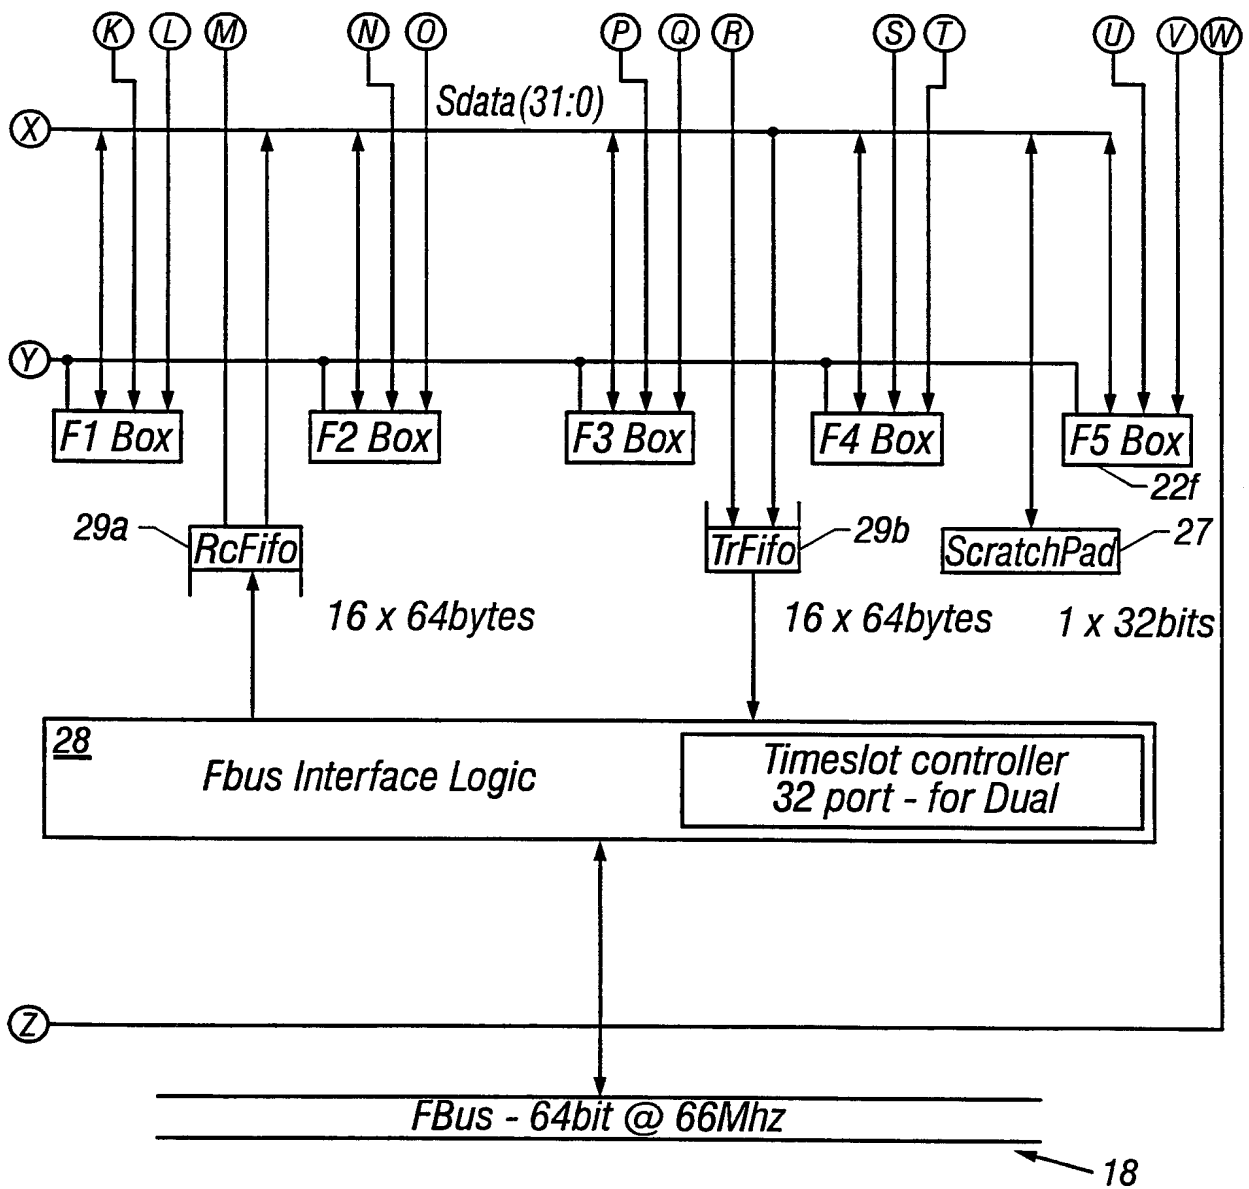 K L M N O P Q R S T U V W
Sdata(31:0)
X
Y
F1 Box F2 Box F3 Box F4 Box F5 Box
22f
29a RcFifo TrFifo 29b ScratchPad 27
16 x 64bytes 16 x 64bytes 1 x 32bits
28
Fbus Interface Logic
Timeslot controller
32 port - for Dual
Z
FBus - 64bit @ 66Mhz
18